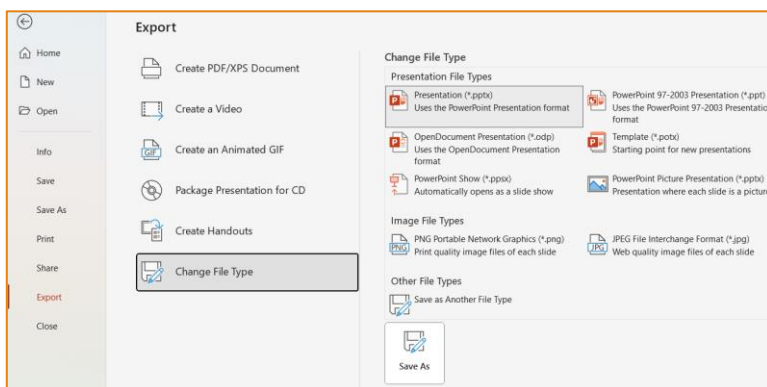 Export
Home
New
Open
Info
Save
Save As
Print
Share
Export
Close
Create PDF/XPS Document
Create a Video
Create an Animated GIF
GIF
Package Presentation for CD
Create Handouts
Change File Type
Change File Type
Presentation File Types
Presentation (*.pptx)
Uses the PowerPoint Presentation format
PowerPoint 97-2003 Presentation (*.ppt)
Uses the PowerPoint 97-2003 Presentatio
format
OpenDocument Presentation (*.odp)
Uses the OpenDocument Presentation
format
Template (*.potx)
Starting point for new presentations
PowerPoint Show (*.ppsx)
Automatically opens as a slide show
PowerPoint Picture Presentation (*.pptx)
Presentation where each slide is a pictur
Image File Types
PNG
PNG Portable Network Graphics (*.png)
Print quality image files of each slide
JPG
JPEG File Interchange Format (*.jpg)
Web quality image files of each slide
Other File Types
Save as Another File Type
Save As